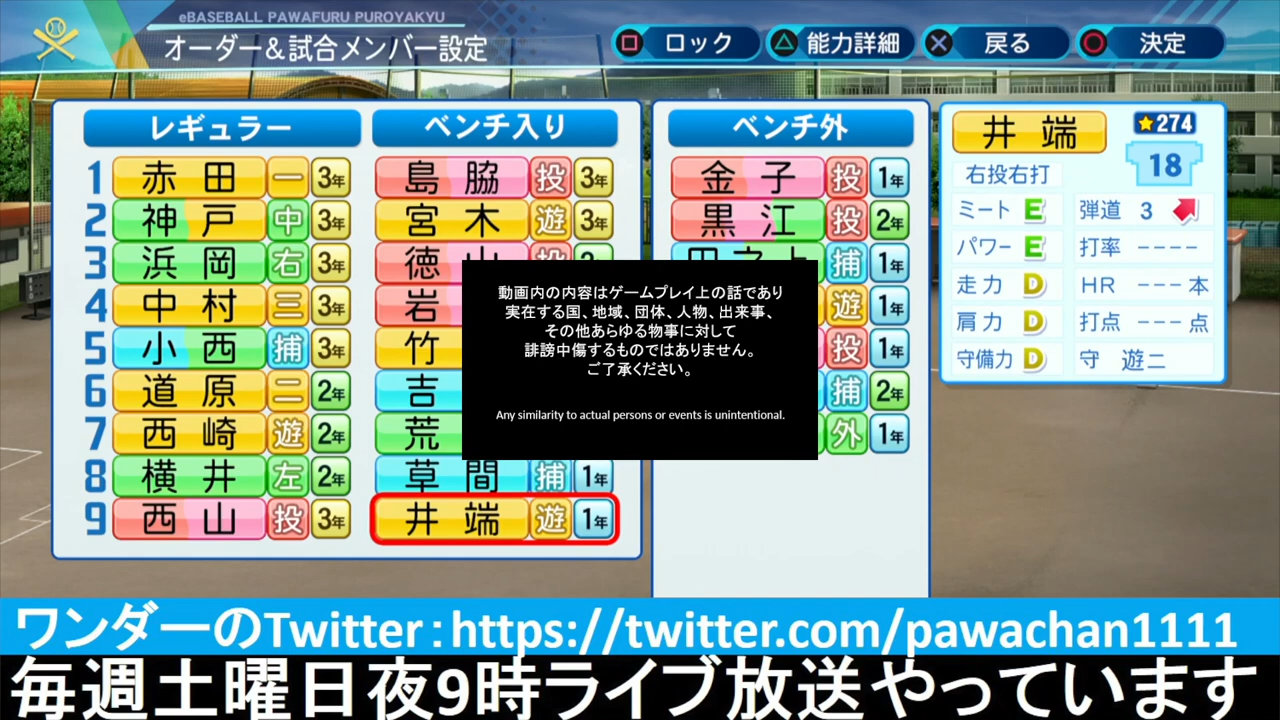 eBASEBALL PAWAFURU PUROYAKYU
オーダー＆試合メンバー設定
ロック
能力詳細
戻る
決定
レギュラー
1 赤田 一 3年
2 神戸 中 3年
3 浜岡 右 3年
4 中村 三 3年
5 小西 捕 3年
6 道原 二 2年
7 西崎 遊 2年
8 横井 左 2年
9 西山 投 3年
ベンチ入り
島脇 投 3年
宮木 遊 3年
徳
岩
竹
吉
荒
草間 捕 1年
井端 遊 1年
ベンチ外
金子 投 1年
黒江 投 2年
捕 1年
遊 1年
投 1年
捕 2年
外 1年
井端
★274
18
右投右打
ミート E
弾道 3
パワー E
打率 ----
走力 D
HR ---本
肩力 D
打点 ---点
守備力 D
守 遊二
動画内の内容はゲームプレイ上の話であり
実在する国、地域、団体、人物、出来事、
その他あらゆる物事に対して
誹謗中傷するものではありません。
ご了承ください。
Any similarity to actual persons or events is unintentional.
ワンダーのTwitter：https://twitter.com/pawachan1111
毎週土曜日夜9時ライブ放送やっています